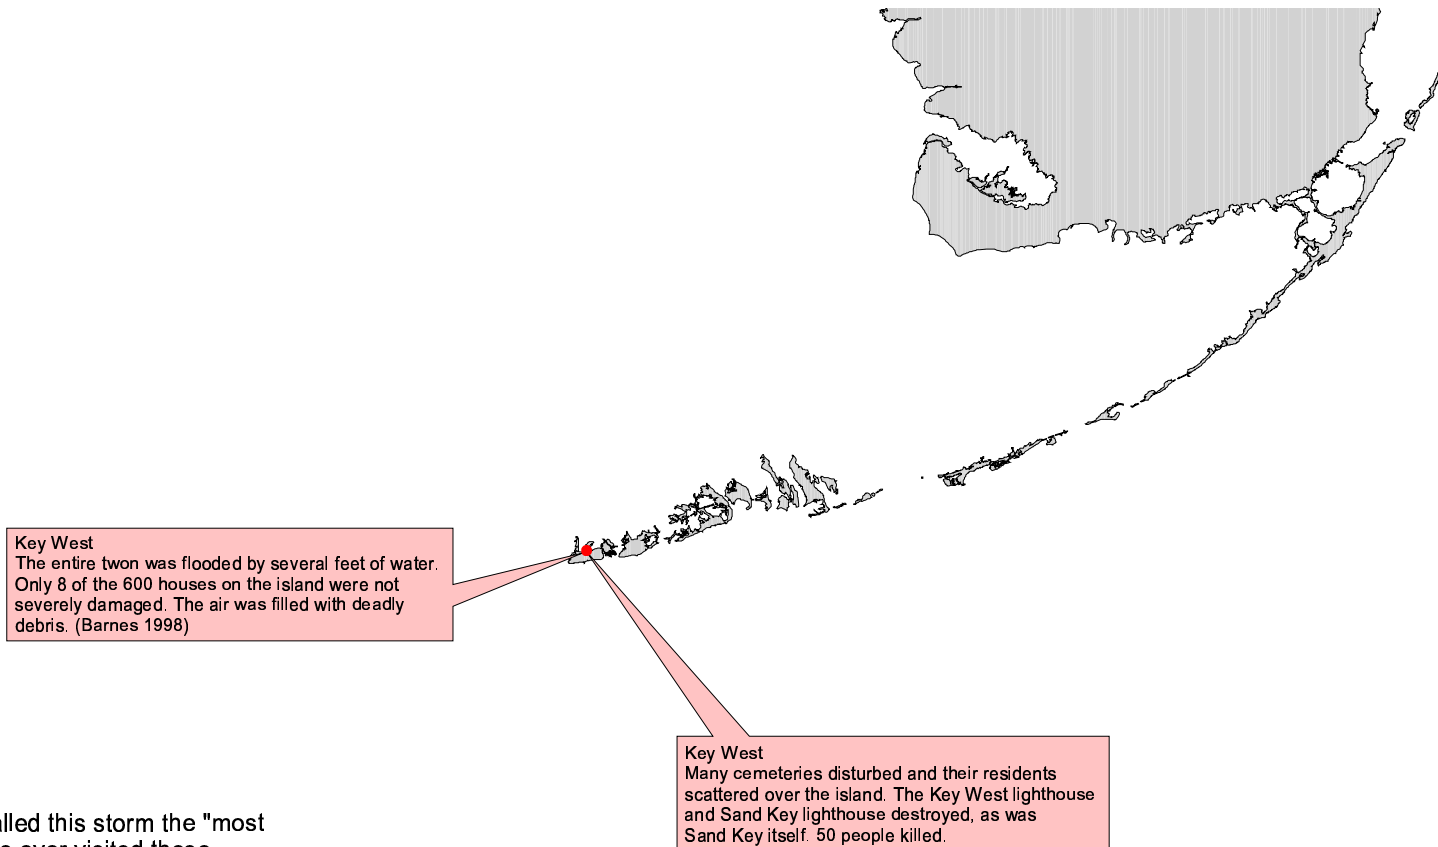 Key West
The entire twon was flooded by several feet of water.
Only 8 of the 600 houses on the island were not
severely damaged. The air was filled with deadly
debris. (Barnes 1998)
Key West
Many cemeteries disturbed and their residents
scattered over the island. The Key West lighthouse
and Sand Key lighthouse destroyed, as was
Sand Key itself. 50 people killed.
this storm the "most
ever visited these